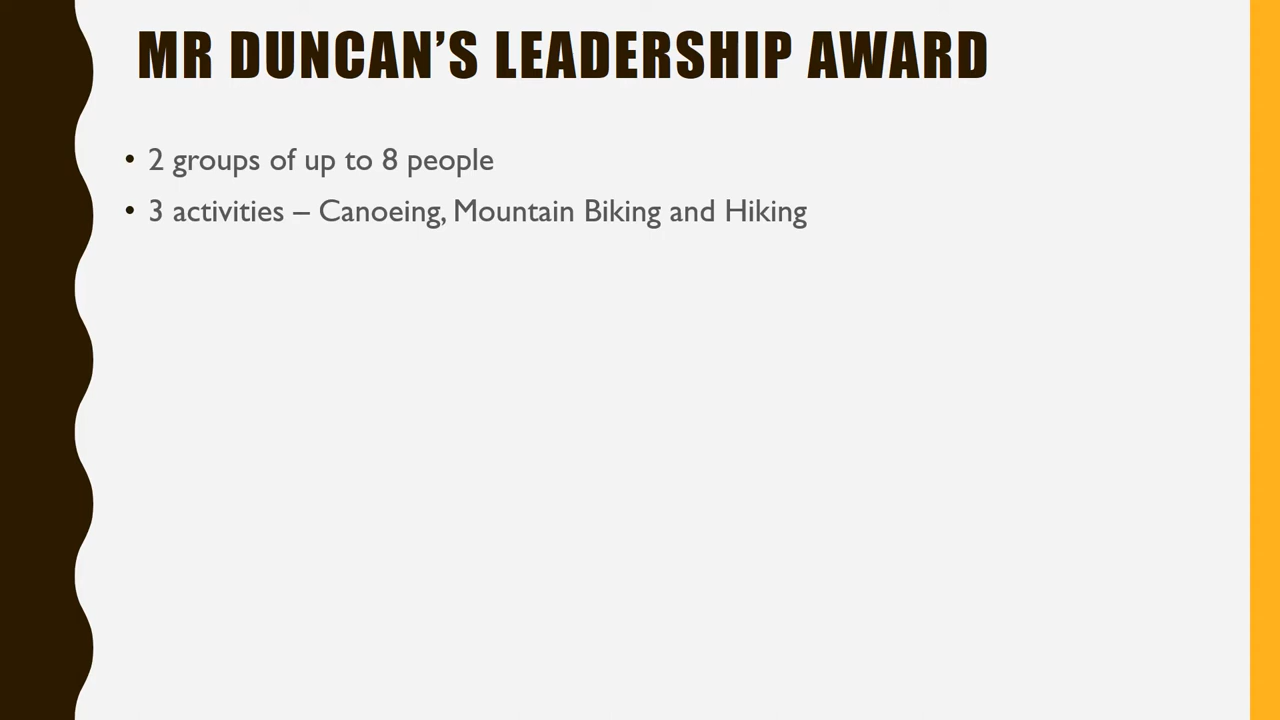 MR DUNCAN’S LEADERSHIP AWARD
• 2 groups of up to 8 people
• 3 activities – Canoeing, Mountain Biking and Hiking